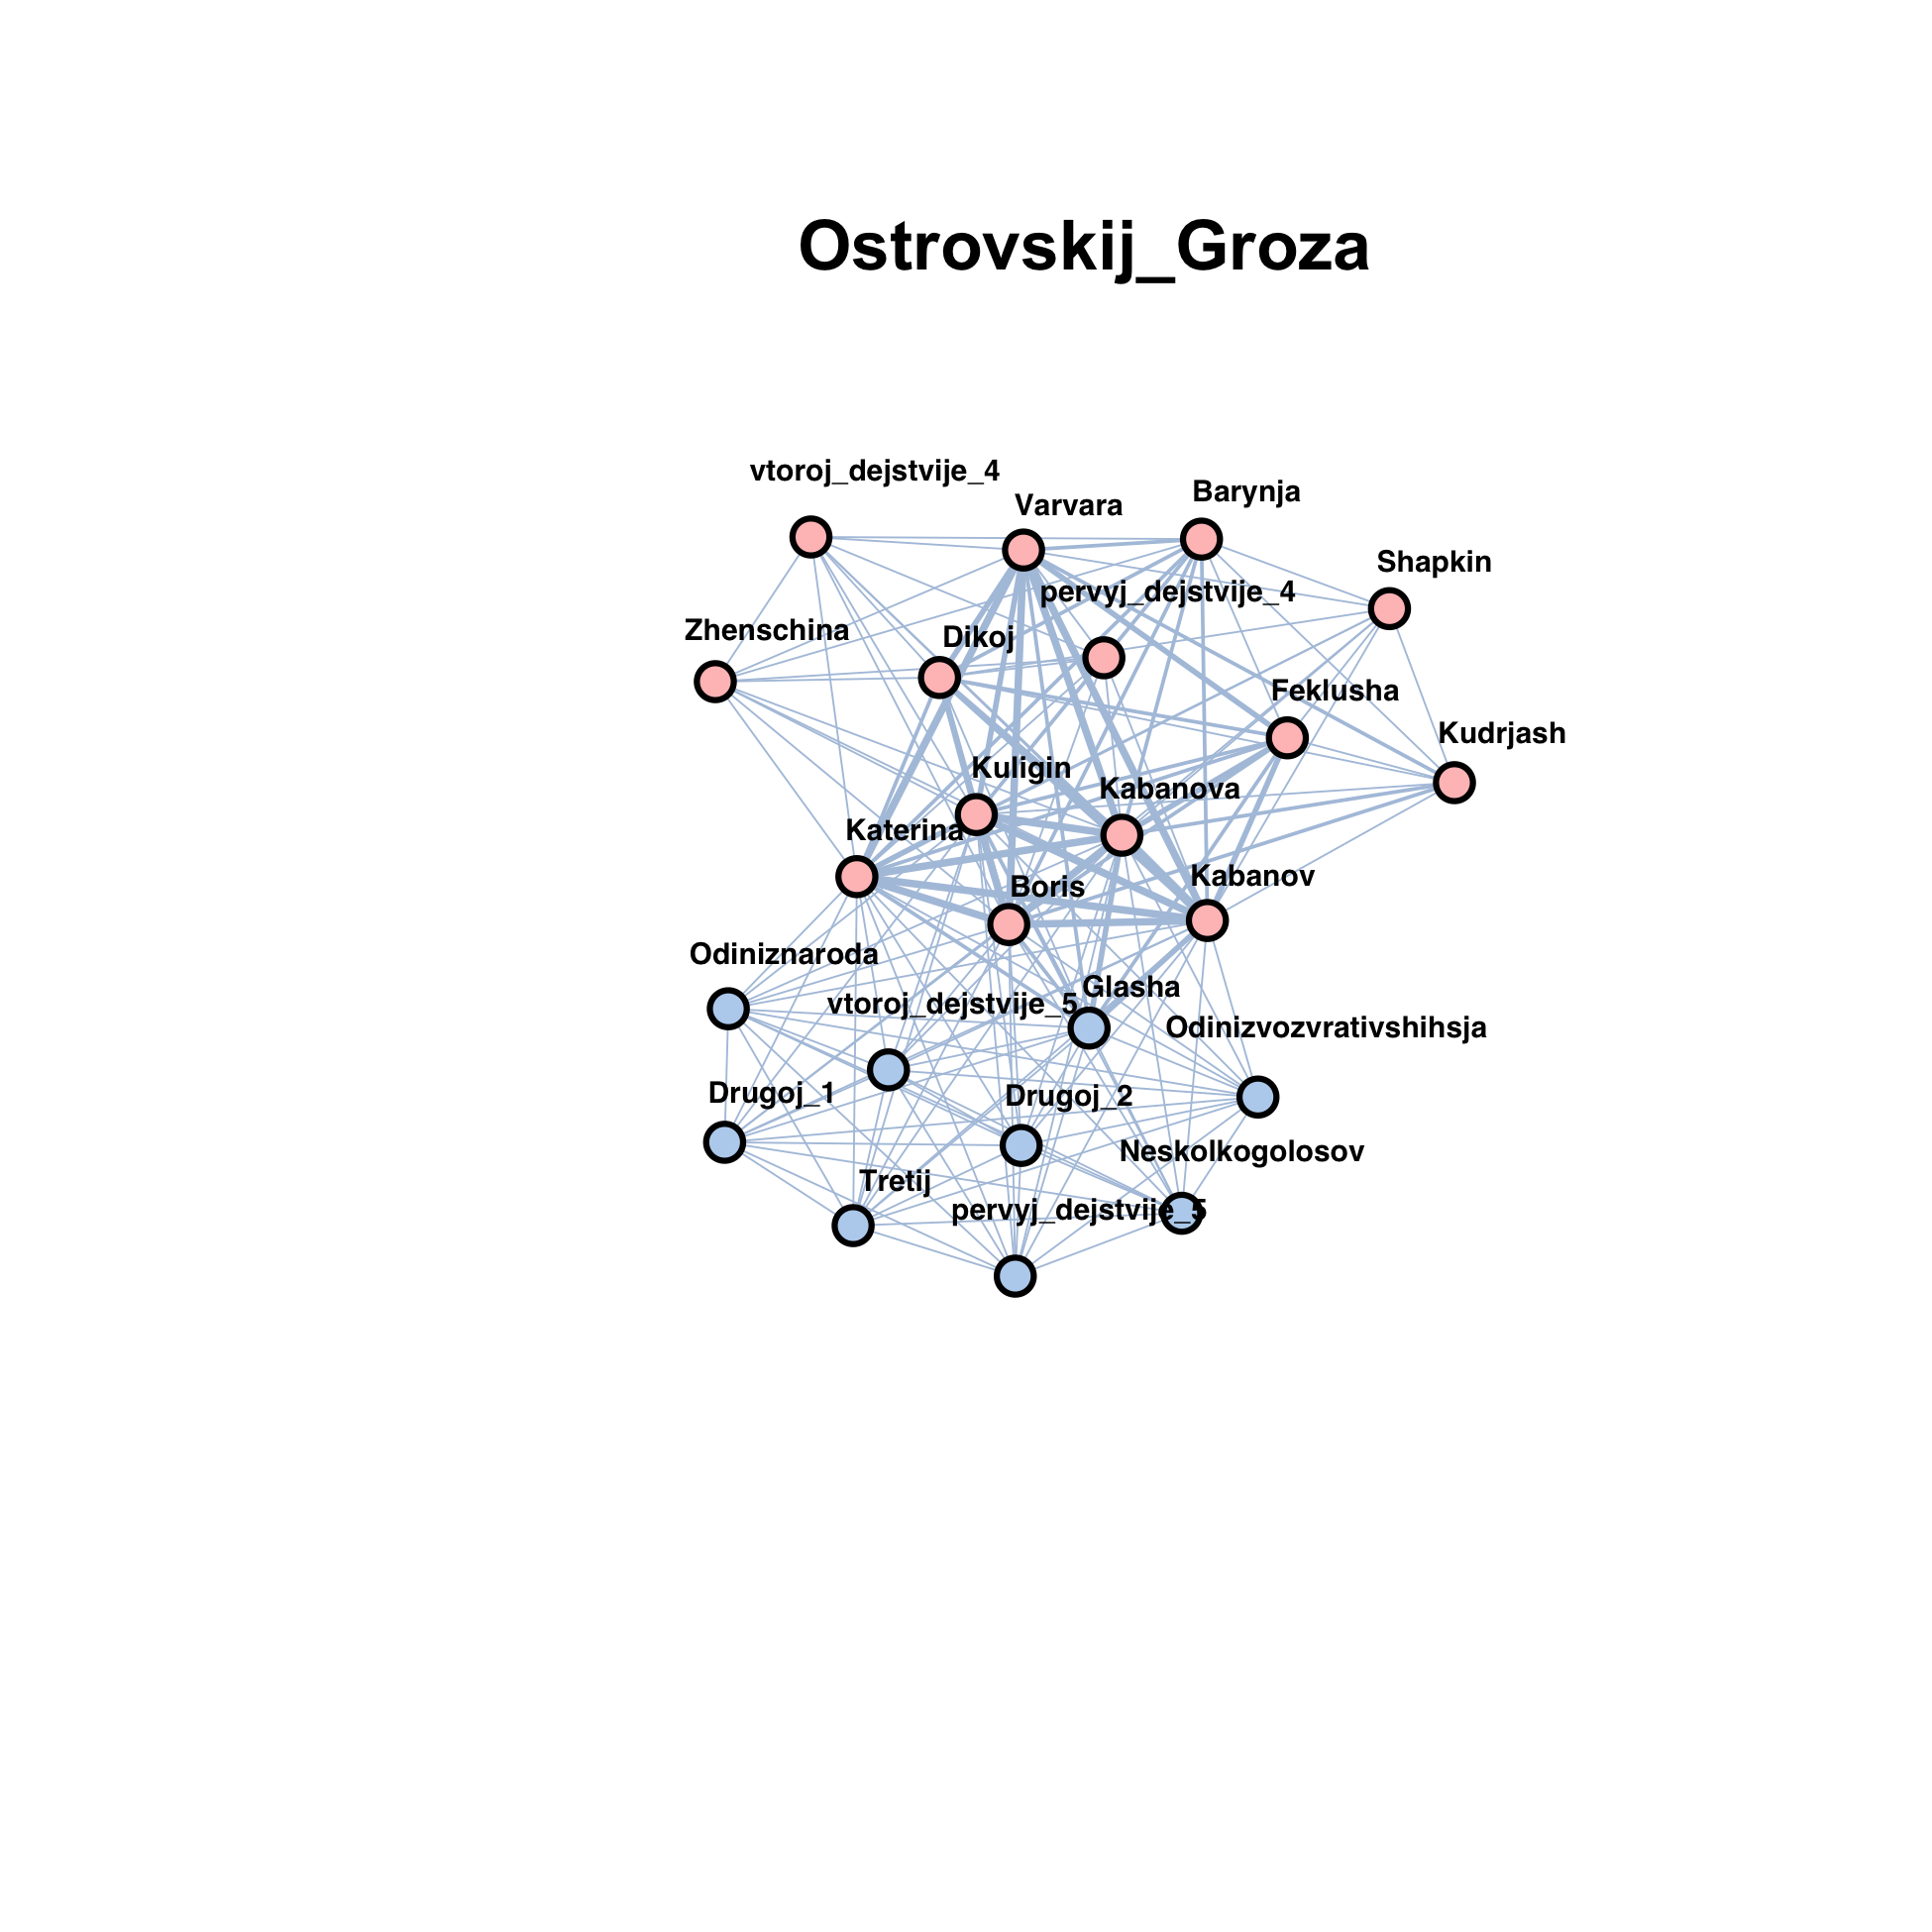 Ostrovskij_Groza
vtoroj_dejstvije_4
Barynja
Varvara
Shapkin
pervyj_dejstvije_4
Zhenschina
Dikoj
Feklusha
Kudrjash
Kuligin
Kabanova
Katerina
Kabanov
Boris
Odiniznaroda
Glasha
vtoroj_dejstvije_5
Odinizvozvrativshihsja
Drugoj_1
Drugoj_2
Neskolkogolosov
Tretij
pervyj_dejstvije_5